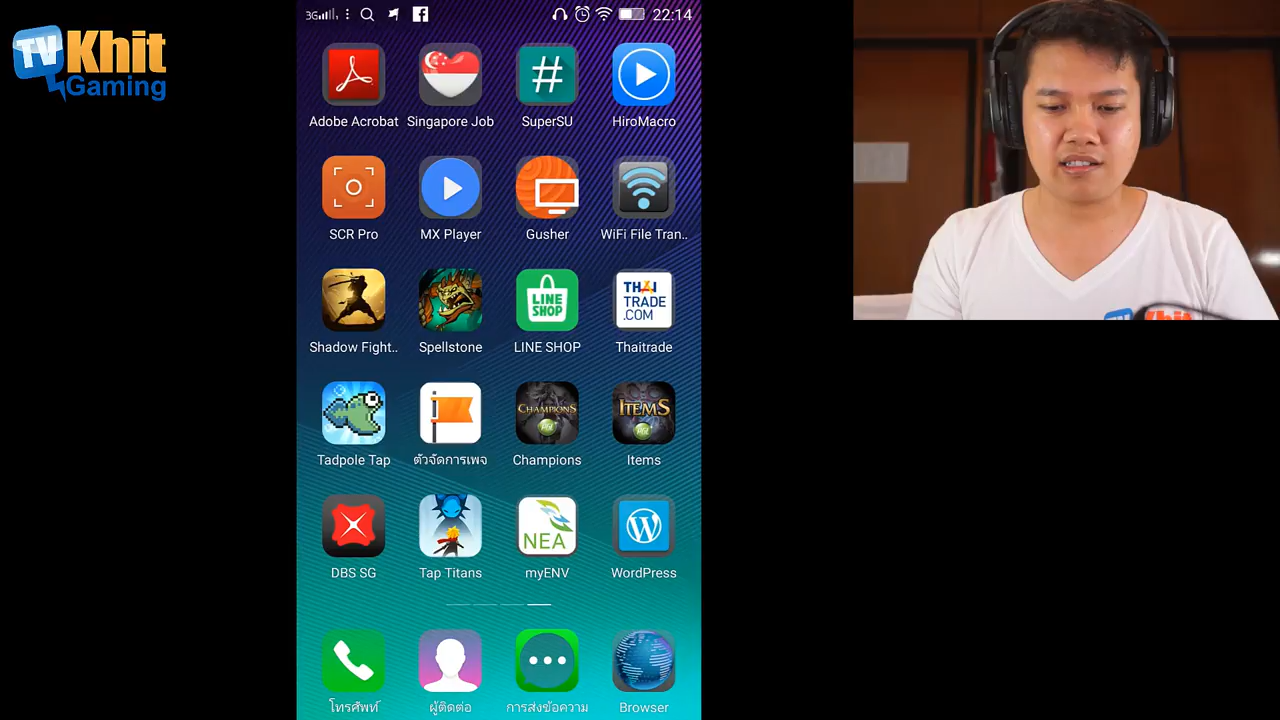 TV Khit
Gaming
3G 22:14
Adobe Acrobat Singapore Job SuperSU HiroMacro
SCR Pro MX Player Gusher WiFi File Tran..
LINE
SHOP
THAI
TRADE
.COM
Shadow Fight.. Spellstone LINE SHOP Thaitrade
CHAMPIONS
ITEMS
Tadpole Tap ตัวจัดการเพจ Champions Items
NEA
DBS SG Tap Titans myENV WordPress
โทรศัพท์ ผู้ติดต่อ การส่งข้อความ Browser